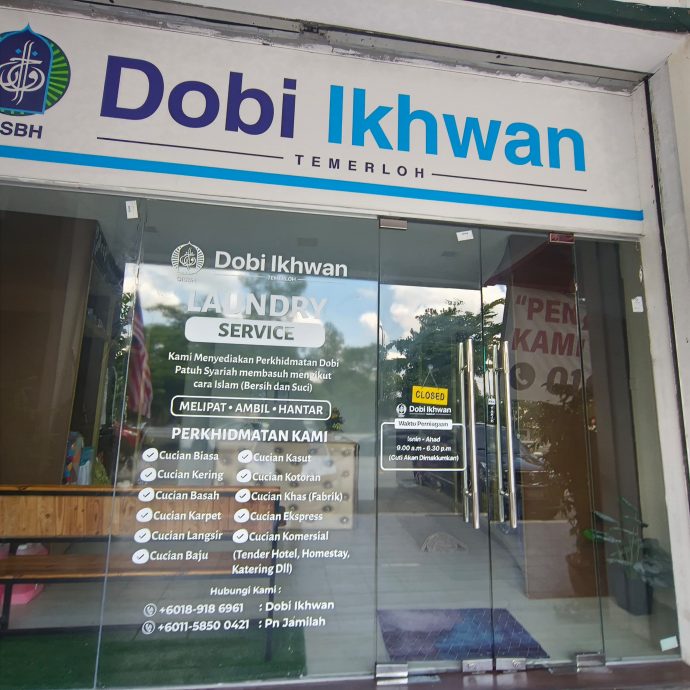 Dobi Ikhwan
TEMERLOH
SBH
Dobi Ikhwan
TEMERLOH
LAUNDRY
SERVICE
Kami Menyediakan Perkhidmatan Dobi
Patuh Syariah membasuh mengikut
cara Islam (Bersih dan Suci)
MELIPAT • AMBIL • HANTAR
PERKHIDMATAN KAMI
Cucian Biasa
Cucian Kering
Cucian Basah
Cucian Karpet
Cucian Langsir
Cucian Baju
Cucian Kasut
Cucian Kotoran
Cucian Khas (Fabrik)
Cucian Ekspress
Cucian Komersial
(Tender Hotel, Homestay,
Katering Dll)
Hubungi Kami :
+6018-918 6961 : Dobi Ikhwan
+6011-5850 0421 : Pn Jamilah
CLOSED
Dobi Ikhwan
Waktu Perniagaan
Isnin - Ahad
9.00 a.m - 6.30 p.m
(Cuti Akan Dimaklumkan)
"PEN
KAMI